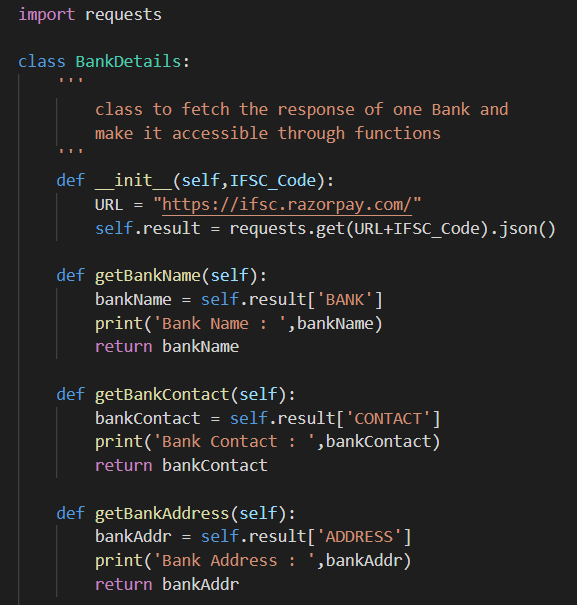 import requests

class BankDetails:
    '''
        class to fetch the response of one Bank and
        make it accessible through functions
    '''
    def __init__(self,IFSC_Code):
        URL = "https://ifsc.razorpay.com/"
        self.result = requests.get(URL+IFSC_Code).json()

    def getBankName(self):
        bankName = self.result['BANK']
        print('Bank Name : ',bankName)
        return bankName

    def getBankContact(self):
        bankContact = self.result['CONTACT']
        print('Bank Contact : ',bankContact)
        return bankContact

    def getBankAddress(self):
        bankAddr = self.result['ADDRESS']
        print('Bank Address : ',bankAddr)
        return bankAddr